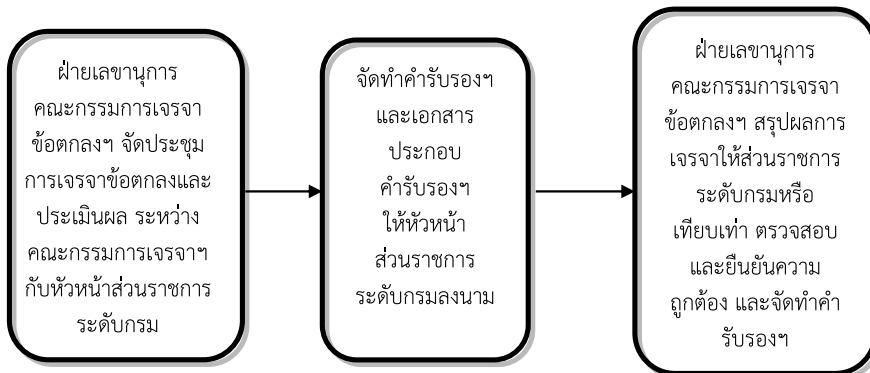 ฝ่ายเลขานุการ
คณะกรรมการเจรจา
ข้อตกลงฯ จัดประชุม
การเจรจาข้อตกลงและ
ประเมินผล ระหว่าง
คณะกรรมการเจรจาฯ
กับหัวหน้าส่วนราชการ
ระดับกรม
จัดทำคำรับรองฯ
และเอกสาร
ประกอบ
คำรับรองฯ
ให้หัวหน้า
ส่วนราชการ
ระดับกรมลงนาม
ฝ่ายเลขานุการ
คณะกรรมการเจรจา
ข้อตกลงฯ สรุปผลการ
เจรจาให้ส่วนราชการ
ระดับกรมหรือ
เทียบเท่า ตรวจสอบ
และยืนยันความ
ถูกต้อง และจัดทำคำ
รับรองฯ